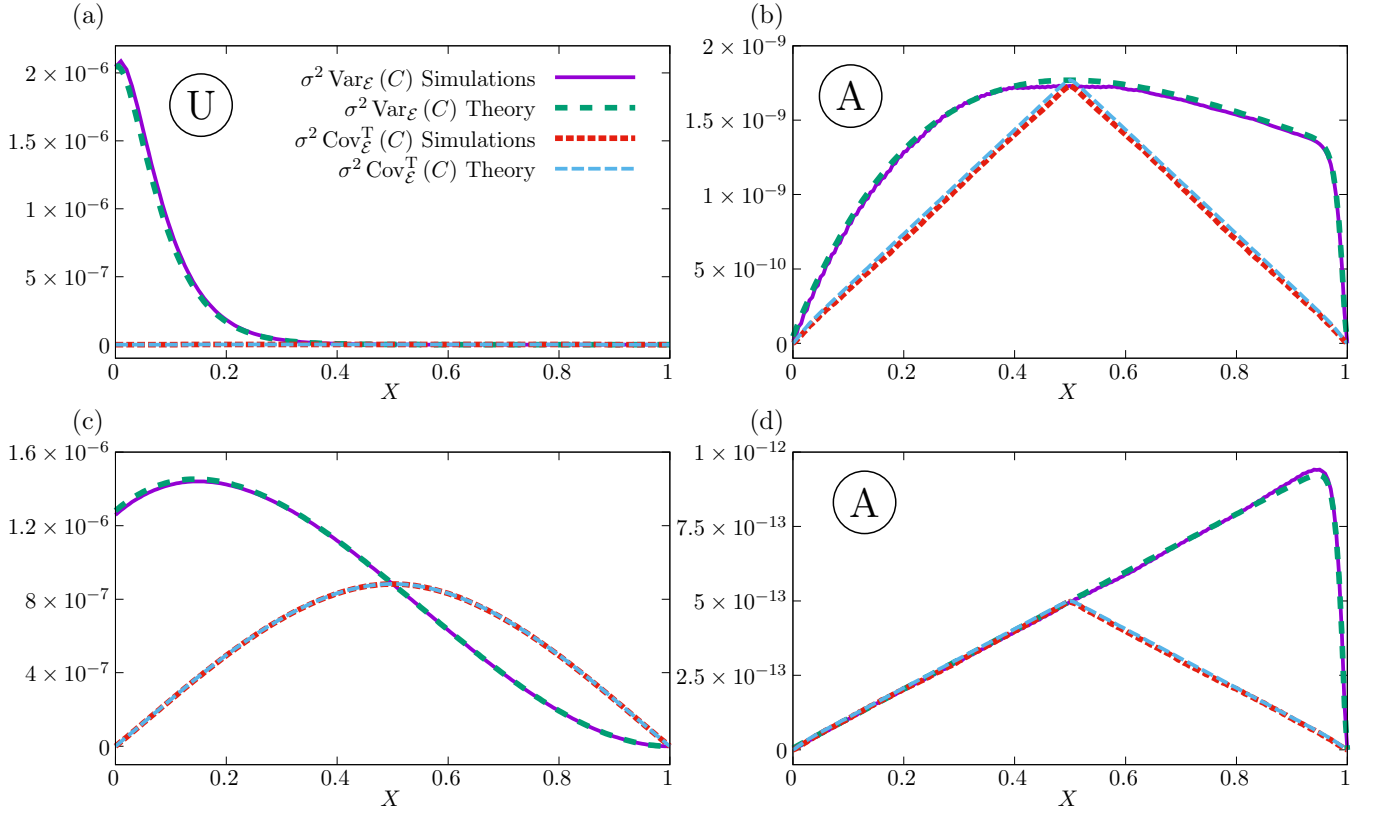 (a)
2 × 10⁻⁶
1 × 10⁻⁶
1 × 10⁻⁶
5 × 10⁻⁷
0
U
σ² Var_ℰ (C) Simulations
σ² Var_ℰ (C) Theory
σ² Cov_ℰ^T (C) Simulations
σ² Cov_ℰ^T (C) Theory
0 0.2 0.4 0.6 0.8 1
X
(b)
2 × 10⁻⁹
1 × 10⁻⁹
1 × 10⁻⁹
5 × 10⁻¹⁰
0
A
0 0.2 0.4 0.6 0.8 1
X
(c)
1.6 × 10⁻⁶
1.2 × 10⁻⁶
8 × 10⁻⁷
4 × 10⁻⁷
0
0 0.2 0.4 0.6 0.8 1
X
(d)
1 × 10⁻¹²
7.5 × 10⁻¹³
5 × 10⁻¹³
2.5 × 10⁻¹³
0
A
0 0.2 0.4 0.6 0.8 1
X